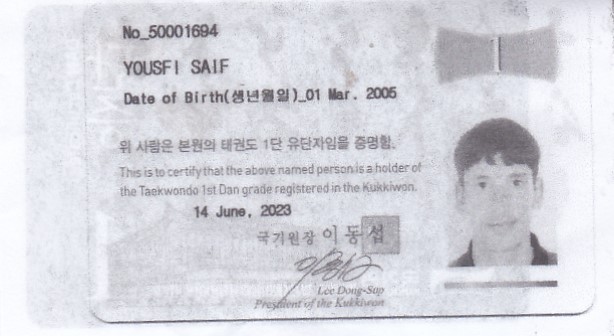 No_50001694
YOUSFI SAIF
Date of Birth(생년월일)_01 Mar. 2005
위 사람은 본원의 태권도 1단 유단자임을 증명함.
This is to certify that the above named person is a holder of
the Taekwondo 1st Dan grade registered in the Kukkiwon.
14 June, 2023
국기원장 이동섭
Lee Dong-Sup
President of the Kukkiwon